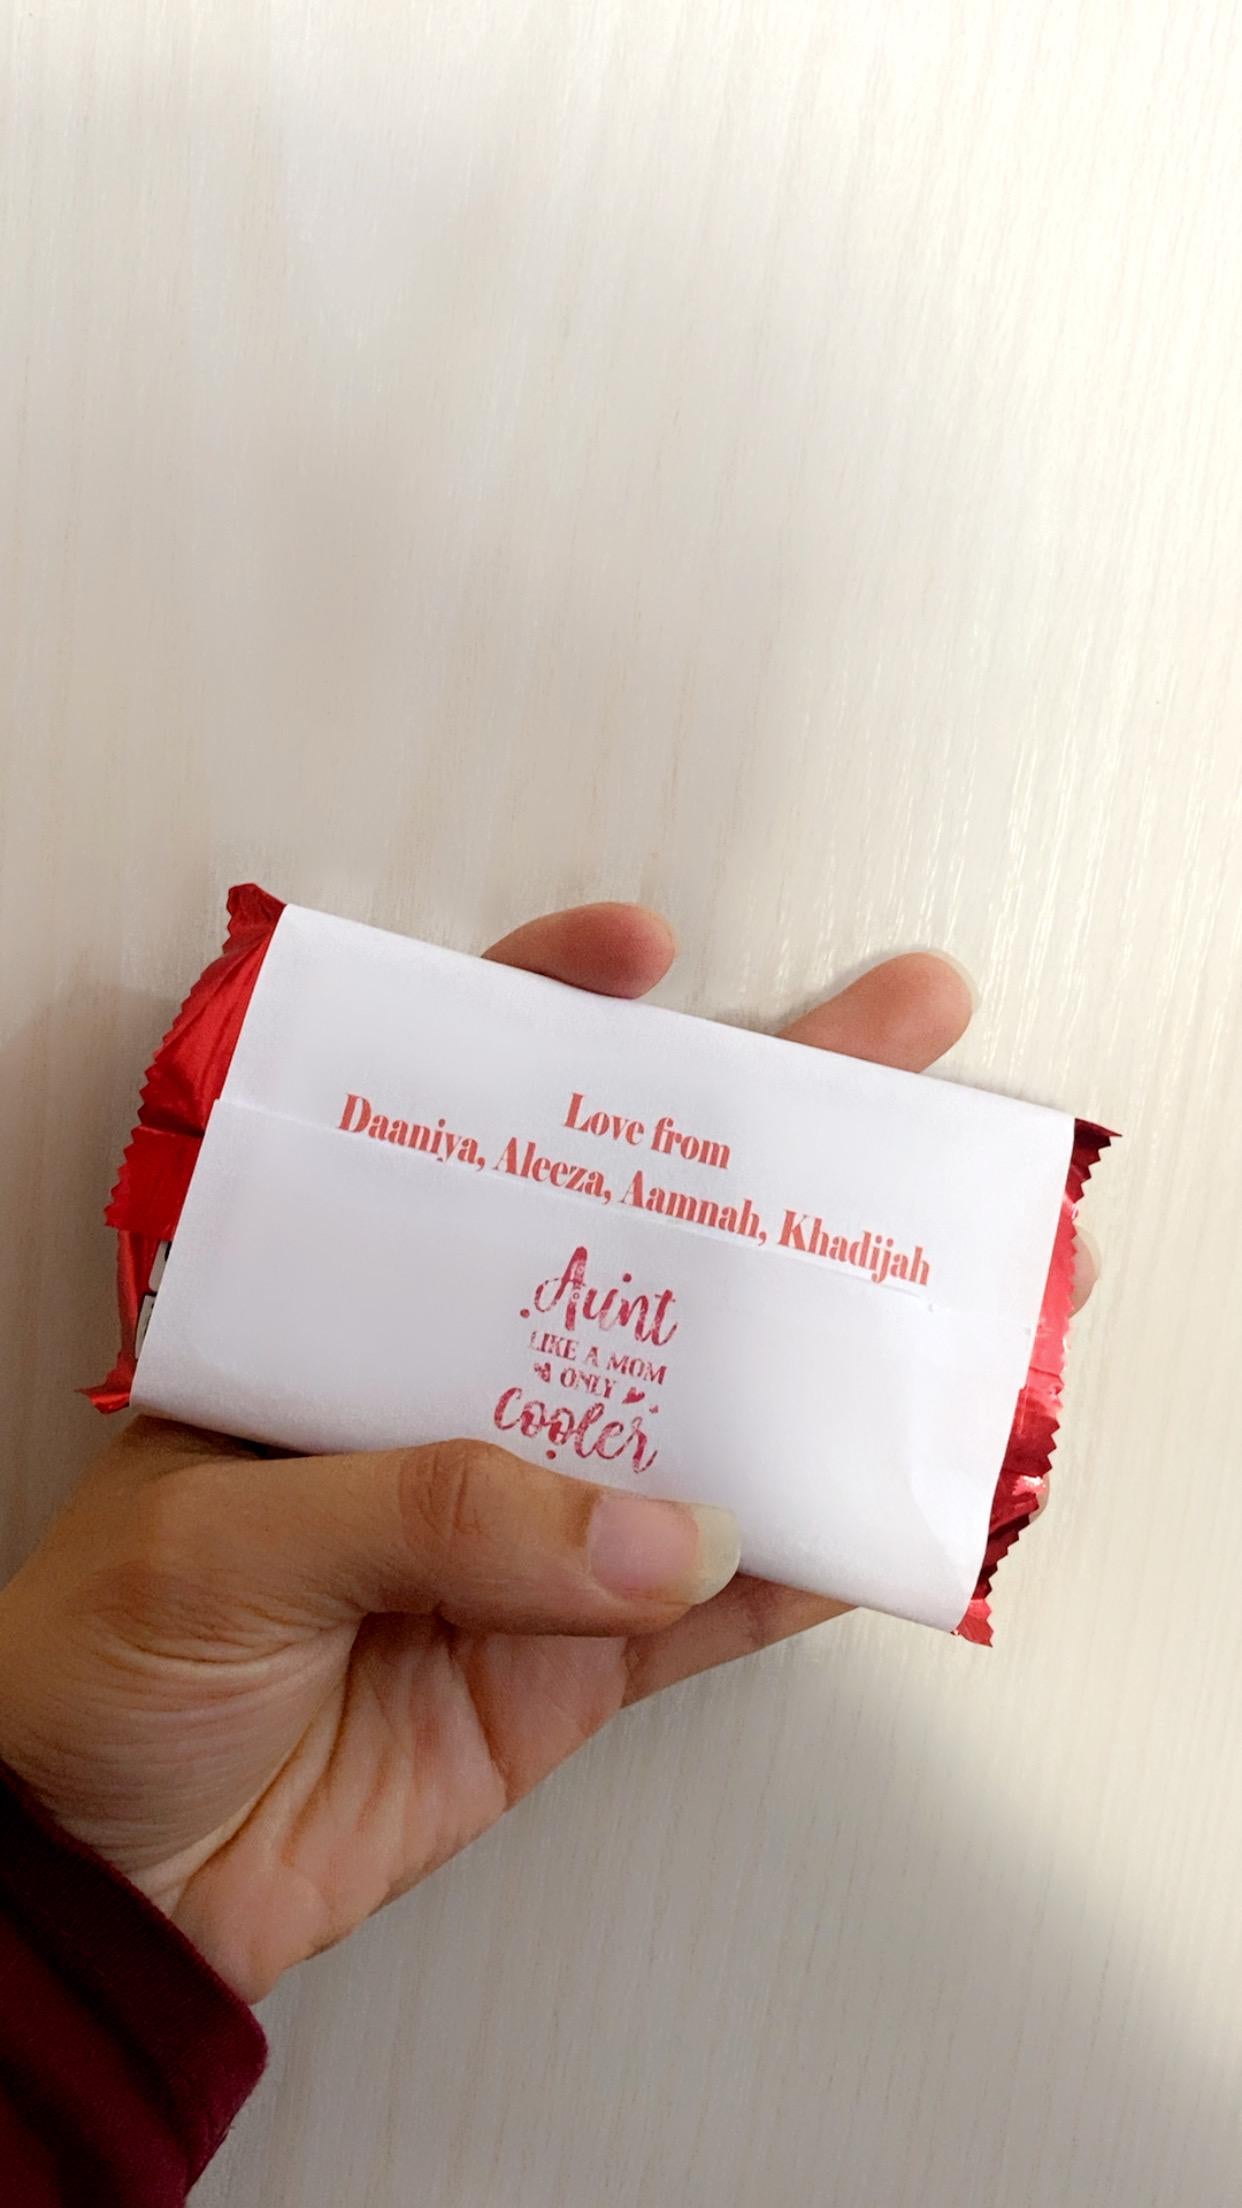 Love from
Daaniya, Aleeza, Aamnah, Khadijah
Aunt
LIKE A MOM
ONLY
Cooler